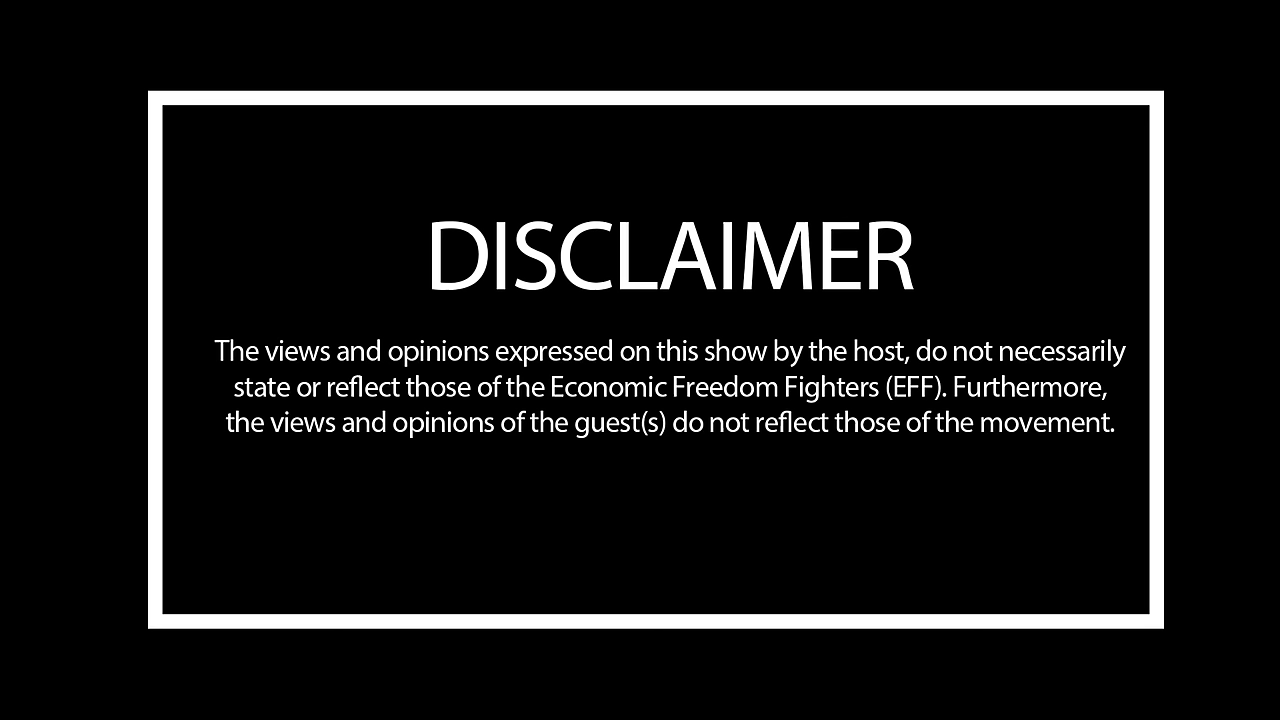 DISCLAIMER
The views and opinions expressed on this show by the host, do not necessarily
state or reflect those of the Economic Freedom Fighters (EFF). Furthermore,
the views and opinions of the guest(s) do not reflect those of the movement.